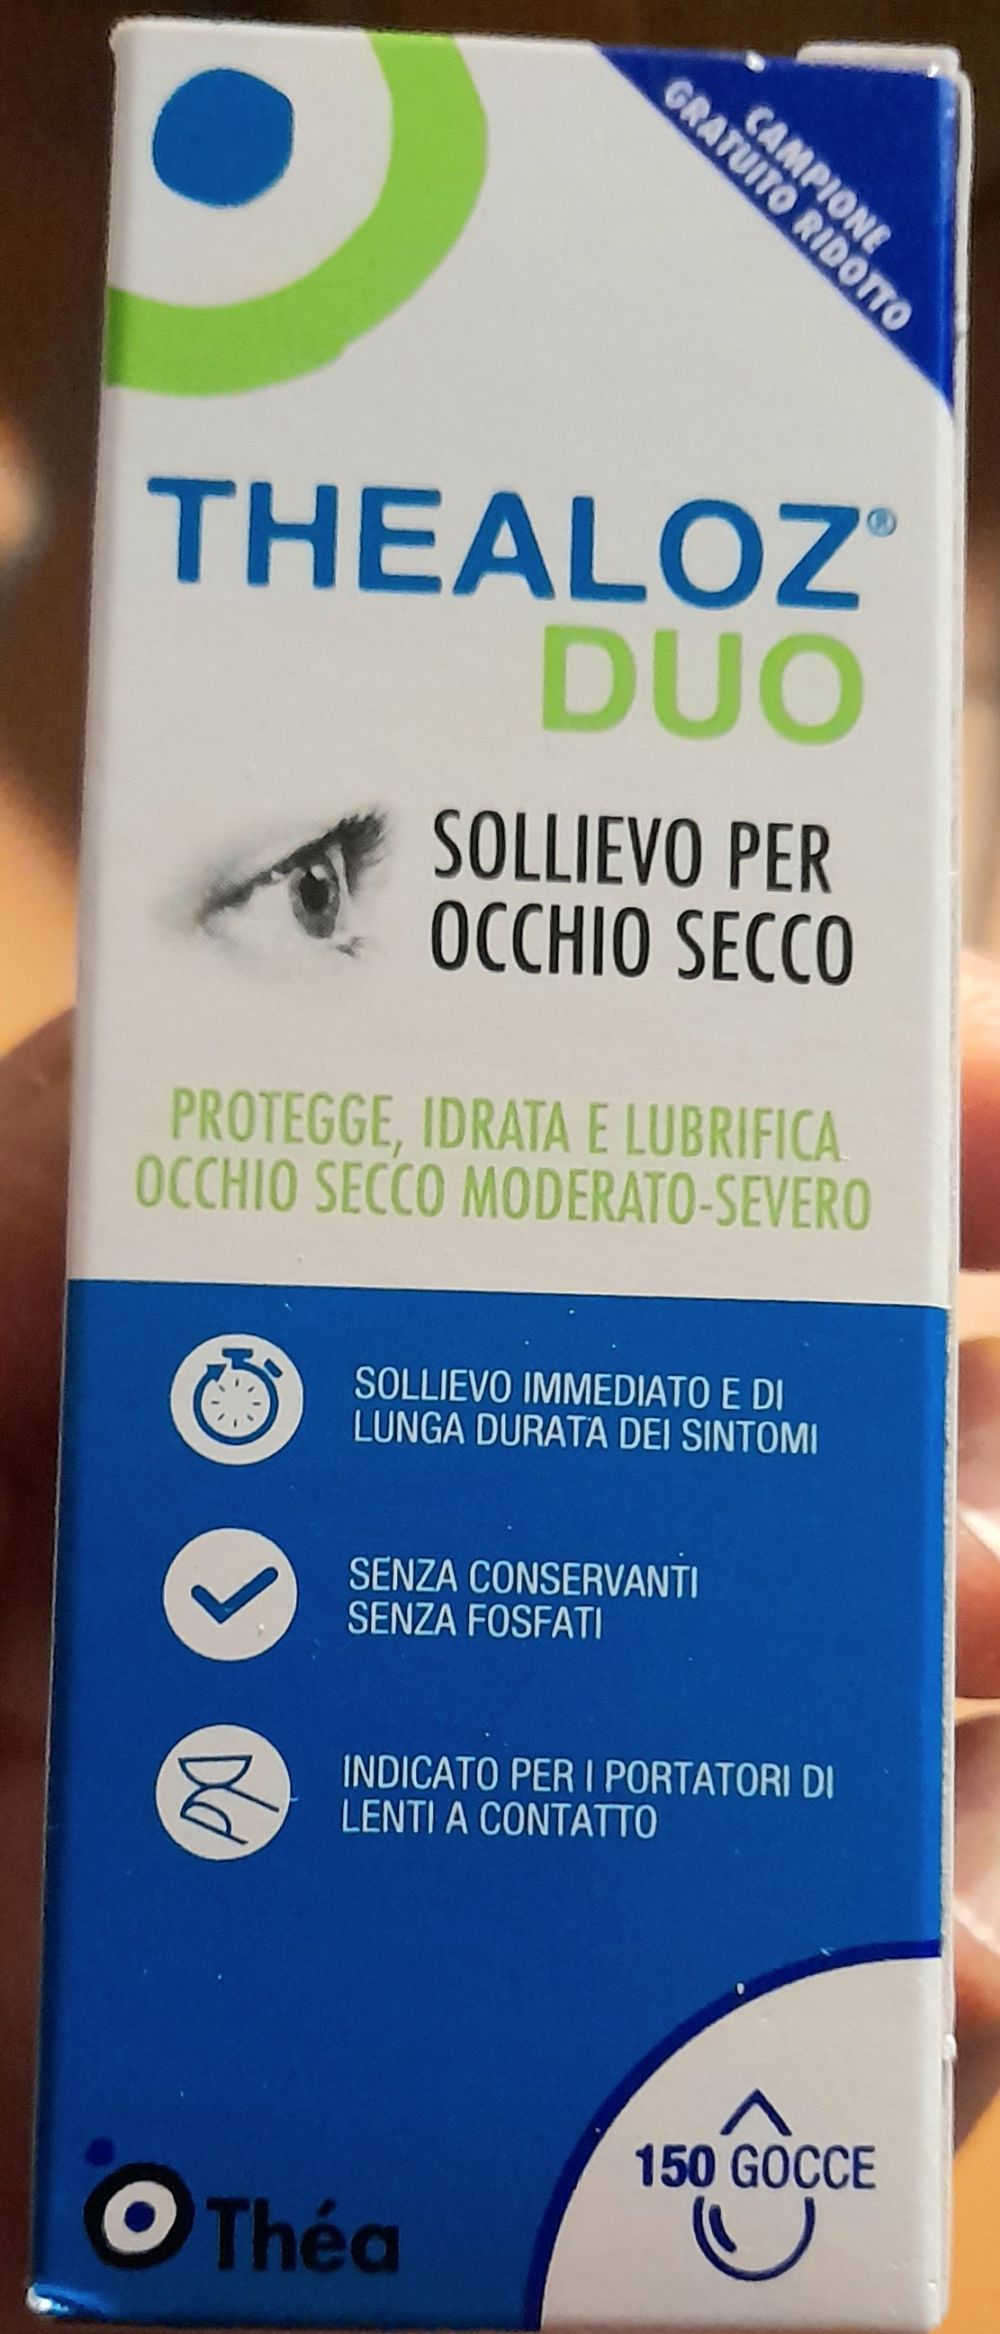 CAMPIONE
GRATUITO RIDOTTO
THEALOZ®
DUO
SOLLIEVO PER
OCCHIO SECCO
PROTEGGE, IDRATA E LUBRIFICA
OCCHIO SECCO MODERATO-SEVERO
SOLLIEVO IMMEDIATO E DI
LUNGA DURATA DEI SINTOMI
SENZA CONSERVANTI
SENZA FOSFATI
INDICATO PER I PORTATORI DI
LENTI A CONTATTO
150 GOCCE
Théa